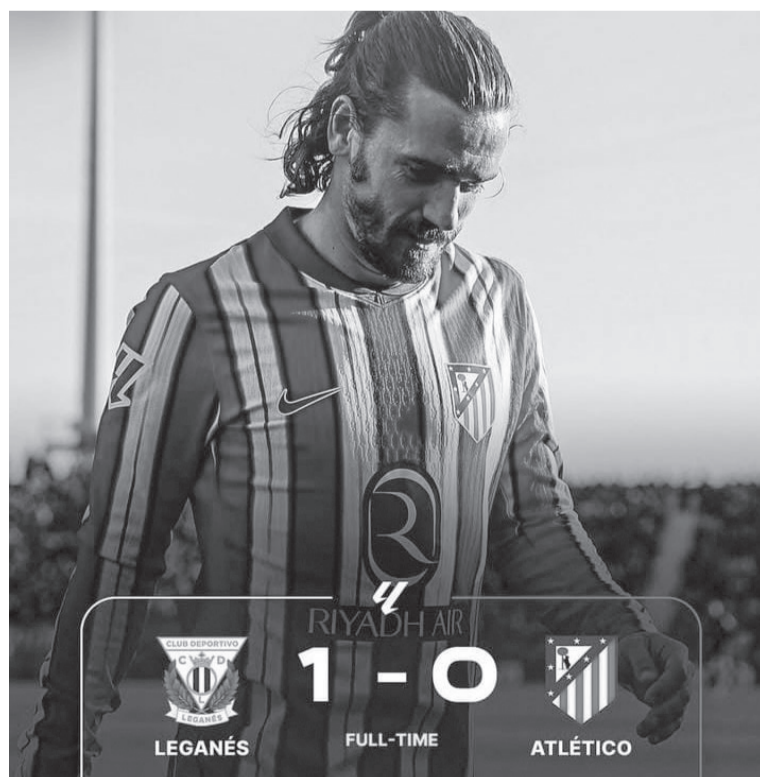 RIYADH AIR
CLUB DEPORTIVO
C D
L
LEGANÉS
1 - 0
LEGANÉS
FULL-TIME
ATLÉTICO